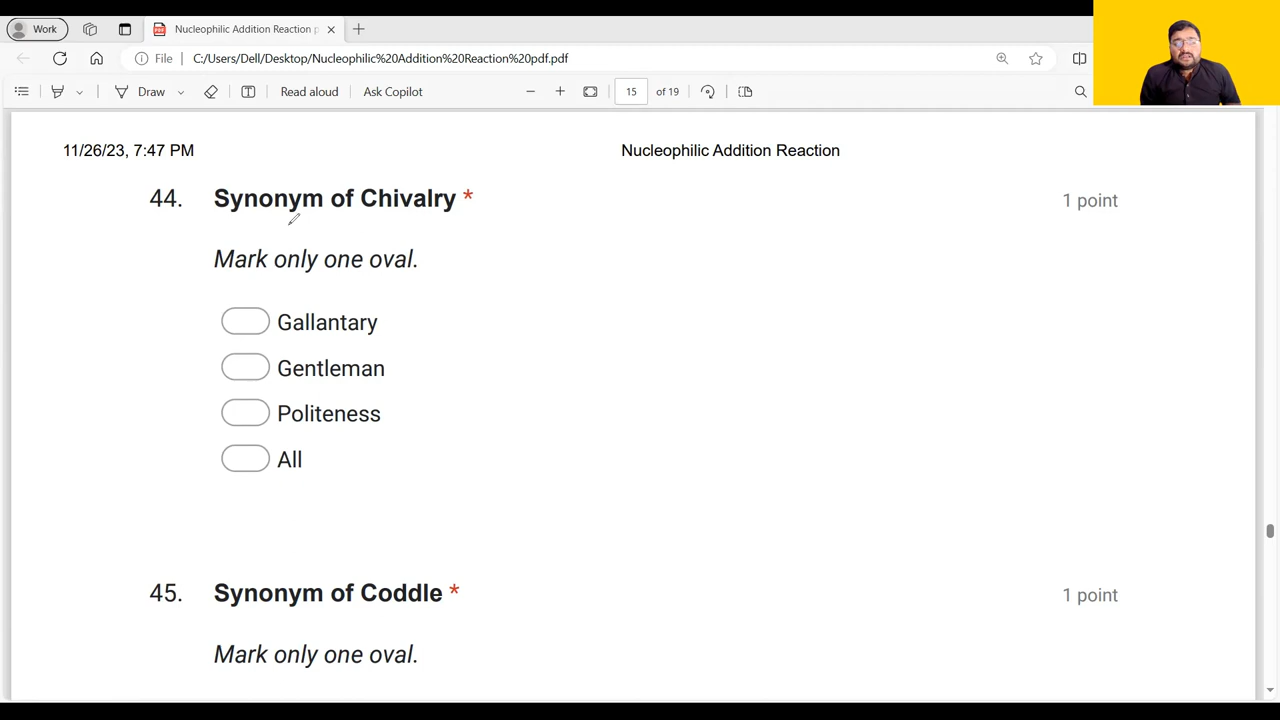 Work
Nucleophilic Addition Reaction p
File
C:/Users/Dell/Desktop/Nucleophilic%20Addition%20Reaction%20pdf.pdf
Draw
Read aloud
Ask Copilot
15 of 19
11/26/23, 7:47 PM
Nucleophilic Addition Reaction
44. Synonym of Chivalry * 1 point
Mark only one oval.
Gallantary
Gentleman
Politeness
All
45. Synonym of Coddle * 1 point
Mark only one oval.